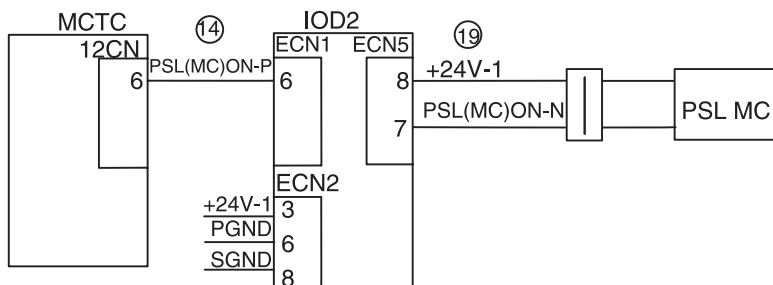 MCTC
14
IOD2
12CN
ECN1
ECN5
19
6
PSL(MC)ON-P
6
8
+24V-1
7
PSL(MC)ON-N
PSL MC
ECN2
+24V-1
3
PGND
6
SGND
8